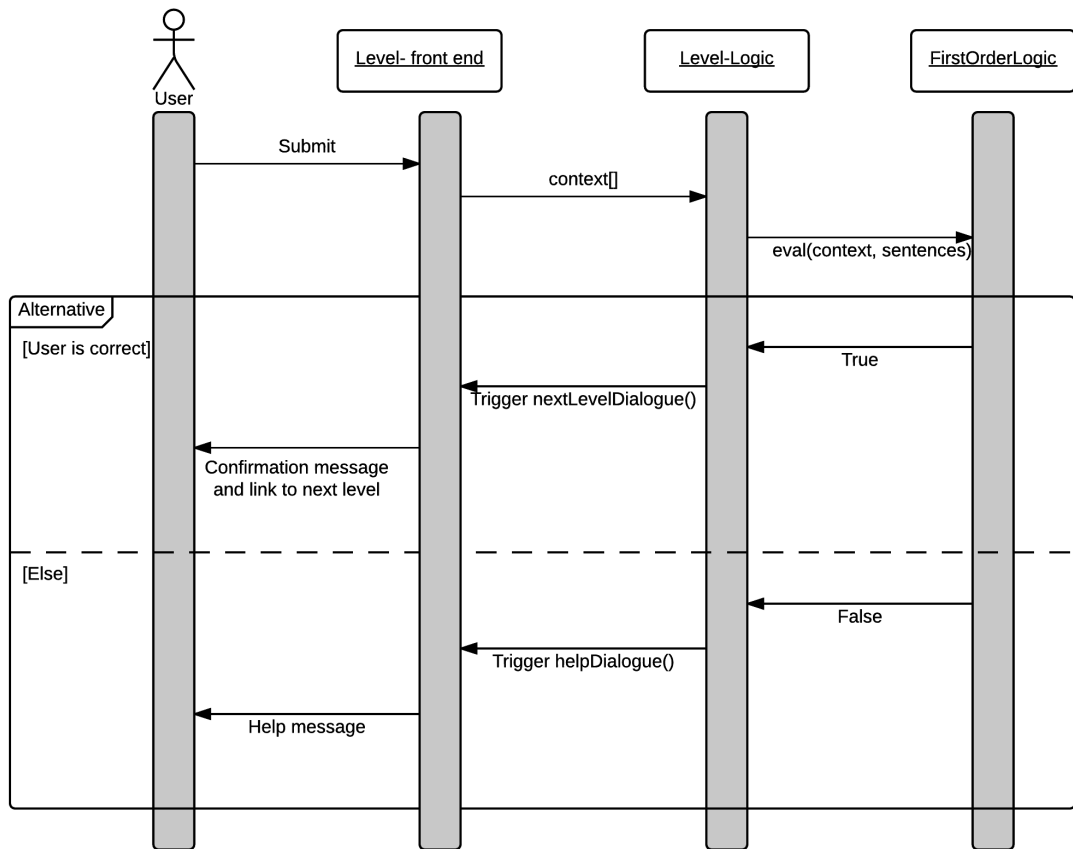 Level- front end
Level-Logic
FirstOrderLogic
User
Submit
context[]
eval(context, sentences)
Alternative
[User is correct]
True
Trigger nextLevelDialogue()
Confirmation message
and link to next level
[Else]
False
Trigger helpDialogue()
Help message